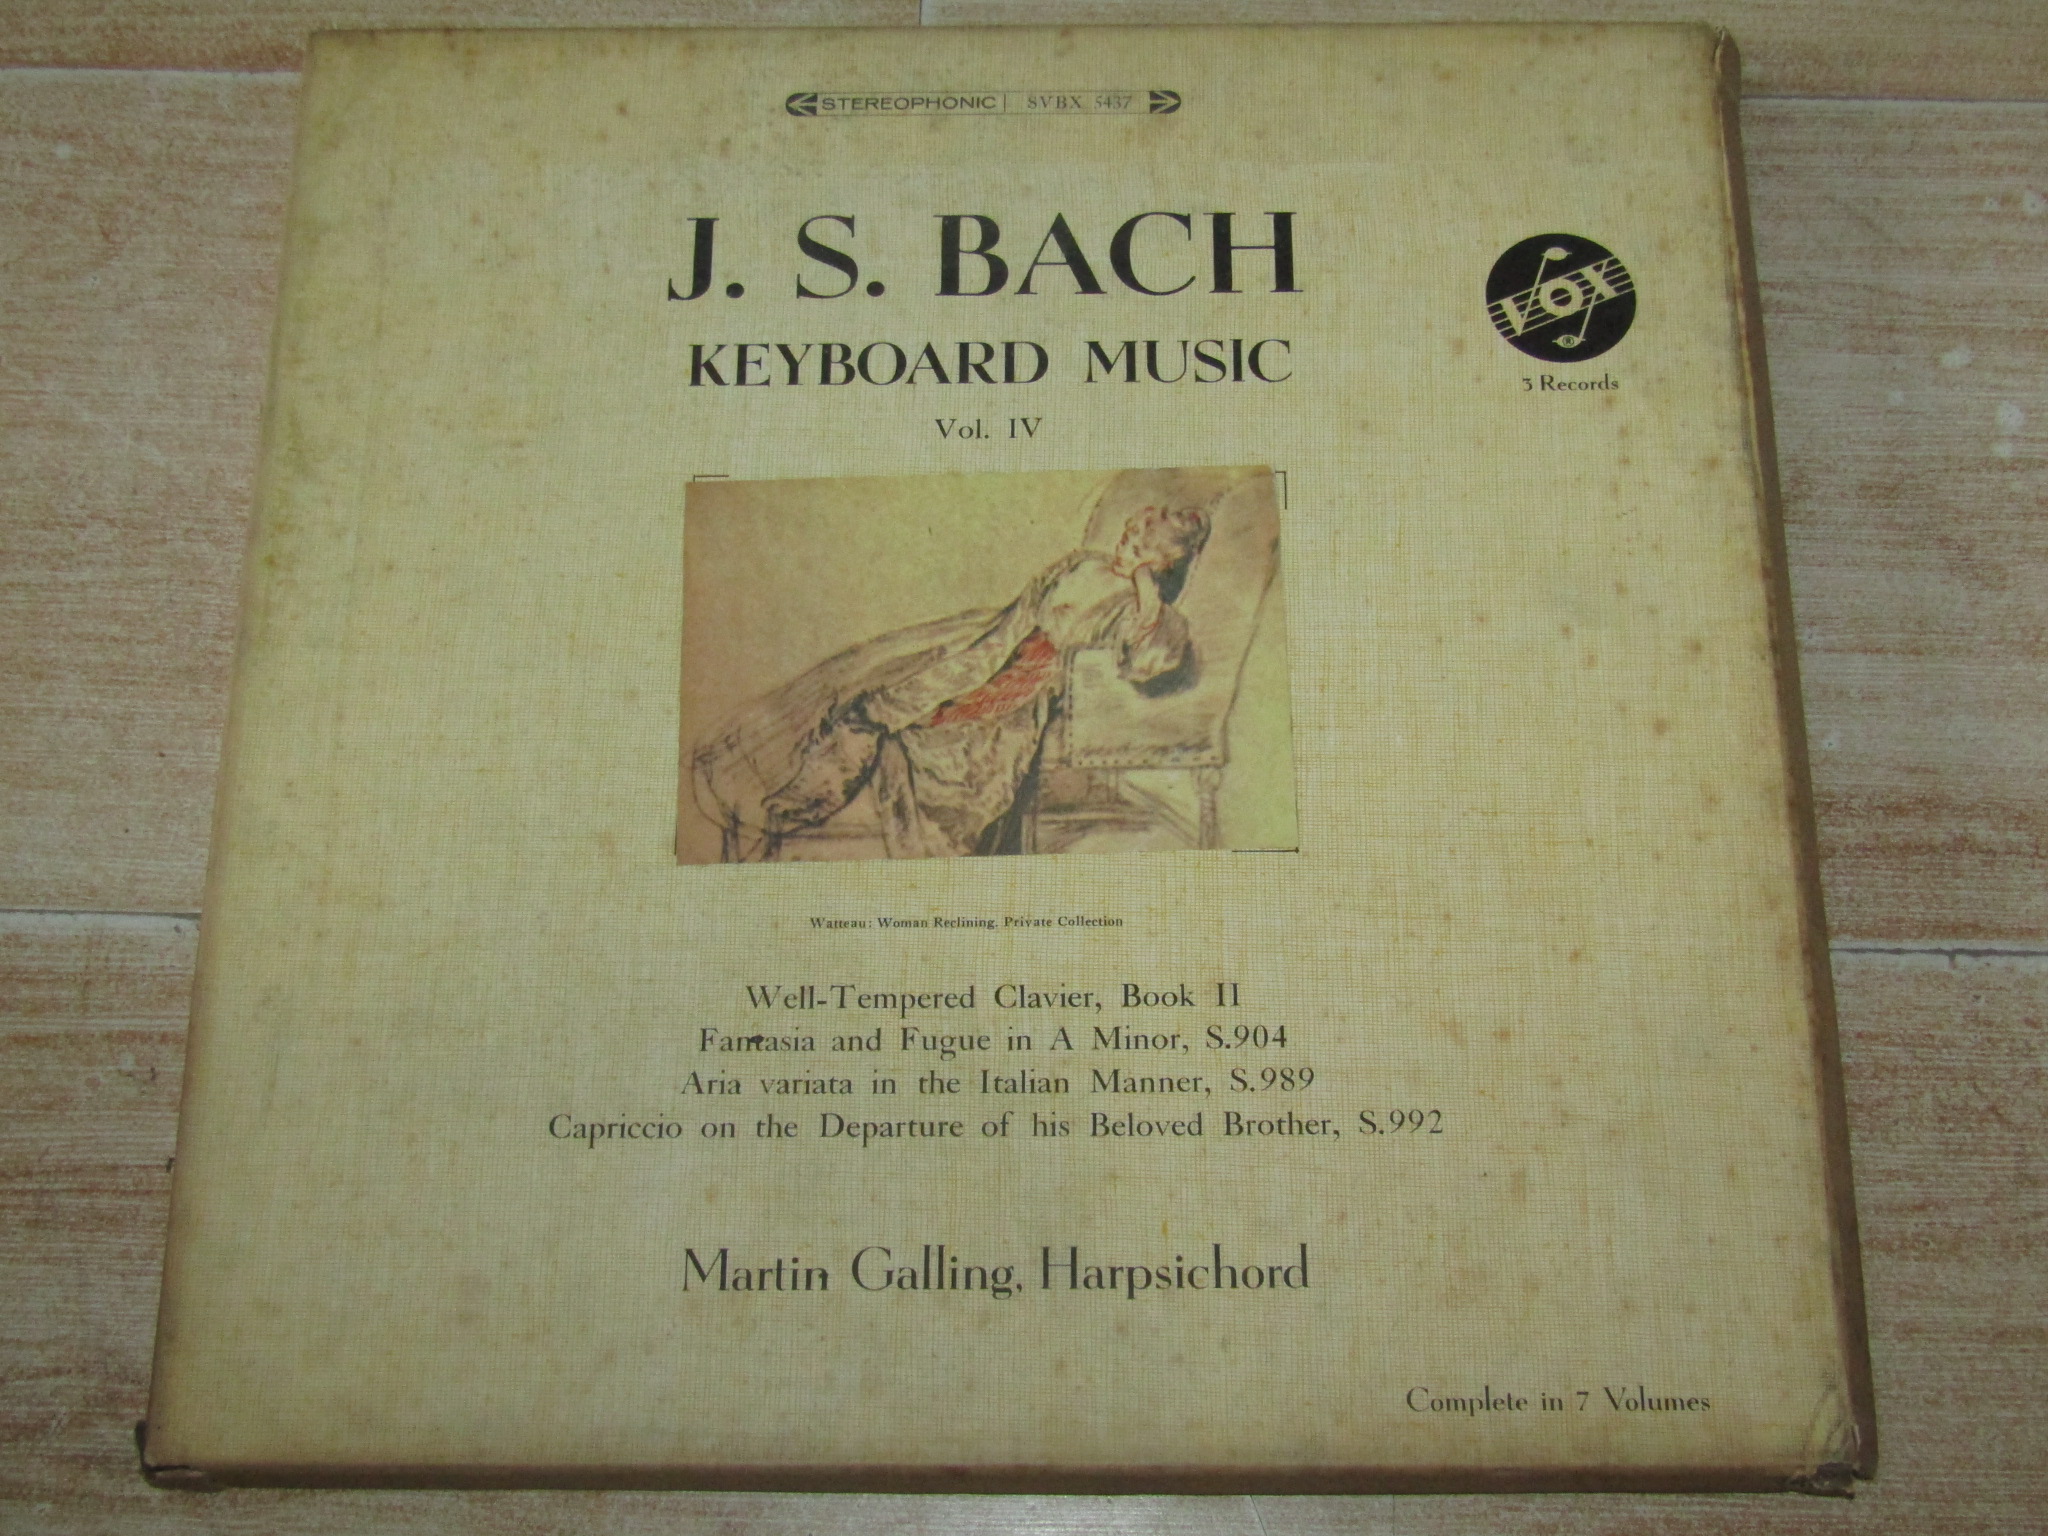 STEREOPHONIC | SVBX 5437
J. S. BACH
KEYBOARD MUSIC
Vol. IV
VOX
®
3 Records
Watteau: Woman Reclining. Private Collection
Well-Tempered Clavier, Book II
Fantasia and Fugue in A Minor, S.904
Aria variata in the Italian Manner, S.989
Capriccio on the Departure of his Beloved Brother, S.992
Martin Galling, Harpsichord
Complete in 7 Volumes